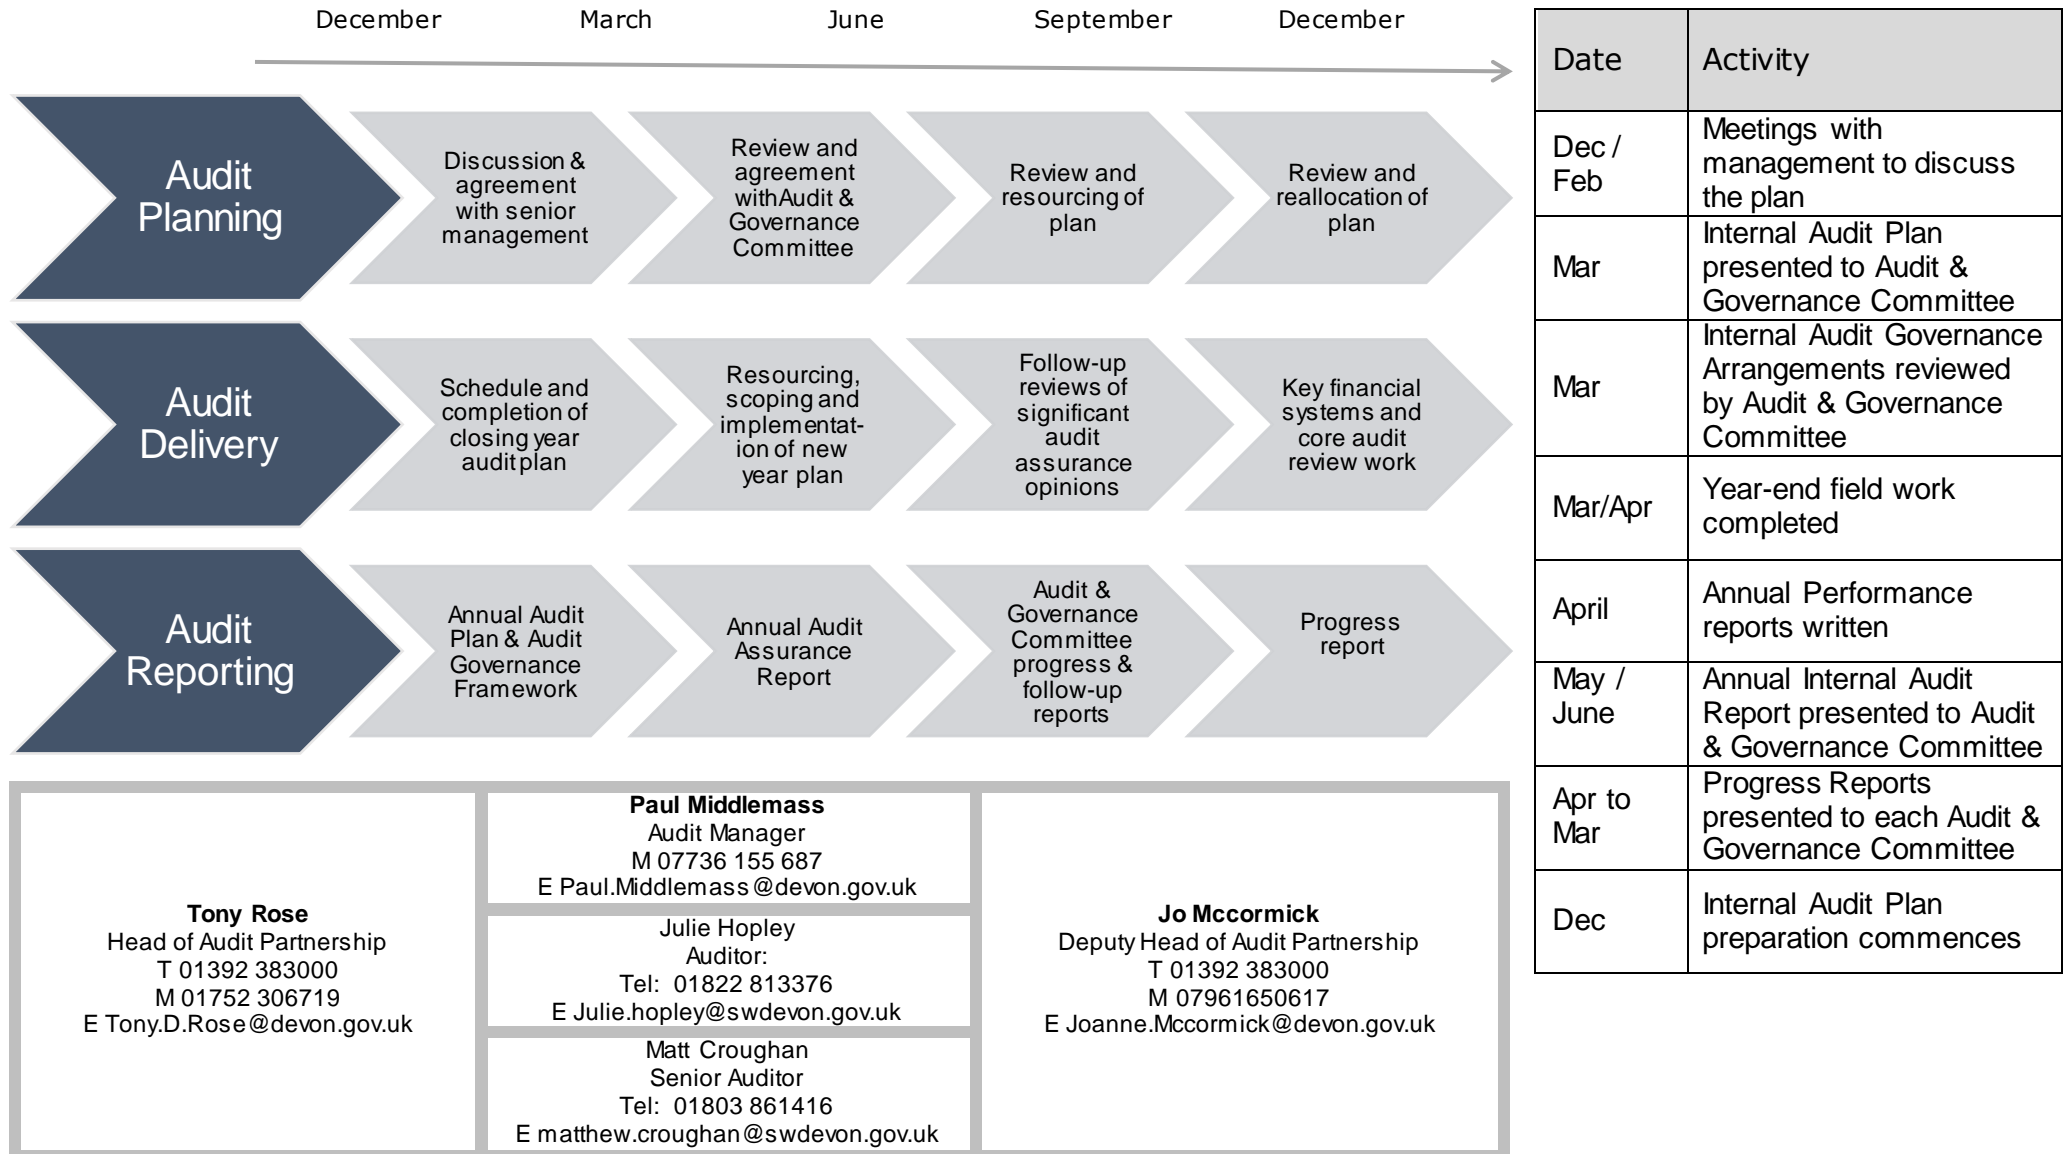 December March June September December
Audit
Planning
Discussion &
agreement
with senior
management
Review and
agreement
withAudit &
Governance
Committee
Review and
resourcing of
plan
Review and
reallocation of
plan
Audit
Delivery
Schedule and
completion of
closing year
audit plan
Resourcing,
scoping and
implementat-
ion of new
year plan
Follow-up
reviews of
significant
audit
assurance
opinions
Key financial
systems and
core audit
review work
Audit
Reporting
Annual Audit
Plan & Audit
Governance
Framework
Annual Audit
Assurance
Report
Audit &
Governance
Committee
progress &
follow-up
reports
Progress
report
Tony Rose
Head of Audit Partnership
T 01392 383000
M 01752 306719
E Tony.D.Rose@devon.gov.uk
Paul Middlemass
Audit Manager
M 07736 155 687
E Paul.Middlemass@devon.gov.uk
Julie Hopley
Auditor:
Tel: 01822 813376
E Julie.hopley@swdevon.gov.uk
Matt Croughan
Senior Auditor
Tel: 01803 861416
E matthew.croughan@swdevon.gov.uk
Jo Mccormick
Deputy Head of Audit Partnership
T 01392 383000
M 07961650617
E Joanne.Mccormick@devon.gov.uk
Date Activity
Dec /
Feb
Meetings with
management to discuss
the plan
Mar
Internal Audit Plan
presented to Audit &
Governance Committee
Mar
Internal Audit Governance
Arrangements reviewed
by Audit & Governance
Committee
Mar/Apr
Year-end field work
completed
April
Annual Performance
reports written
May /
June
Annual Internal Audit
Report presented to Audit
& Governance Committee
Apr to
Mar
Progress Reports
presented to each Audit &
Governance Committee
Dec
Internal Audit Plan
preparation commences